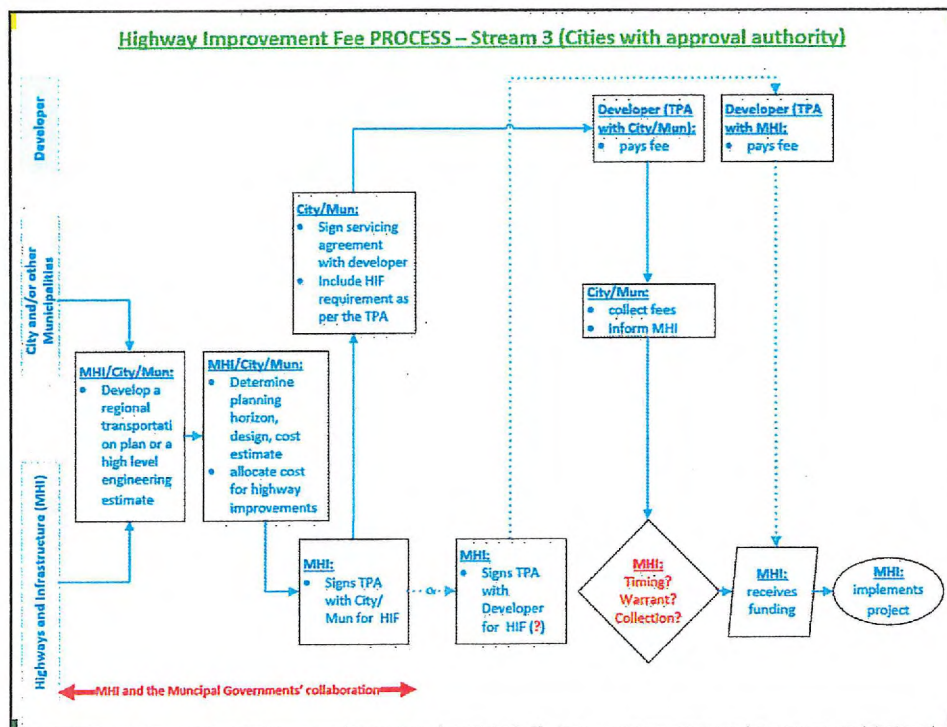 Highway Improvement Fee PROCESS – Stream 3 (Cities with approval authority)
Developer
City and/or other
Municipalities
Highways and Infrastructure (MHI)
MHI/City/Mun:
• Develop a
regional
transportati
on plan or a
high level
engineering
estimate
MHI/City/Mun:
• Determine
planning
horizon,
design, cost
estimate
• allocate cost
for highway
improvements
City/Mun:
• Sign servicing
agreement
with developer
• Include HIF
requirement as
per the TPA
MHI:
• Signs TPA
with City/
Mun for HIF
or
MHI:
• Signs TPA
with
Developer
for HIF (?)
Developer (TPA
with City/Mun):
• pays fee
Developer (TPA
with MHI:
• pays fee
City/Mun:
• collect fees
• inform MHI
MHI:
Timing?
Warrant?
Collection?
MHI:
receives
funding
MHI:
implements
project
MHI and the Muncipal Governments' collaboration